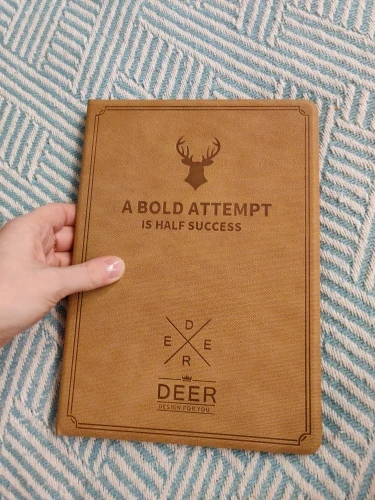 A BOLD ATTEMPT
IS HALF SUCCESS
D
E E
R
DEER
DESIGN FOR YOU